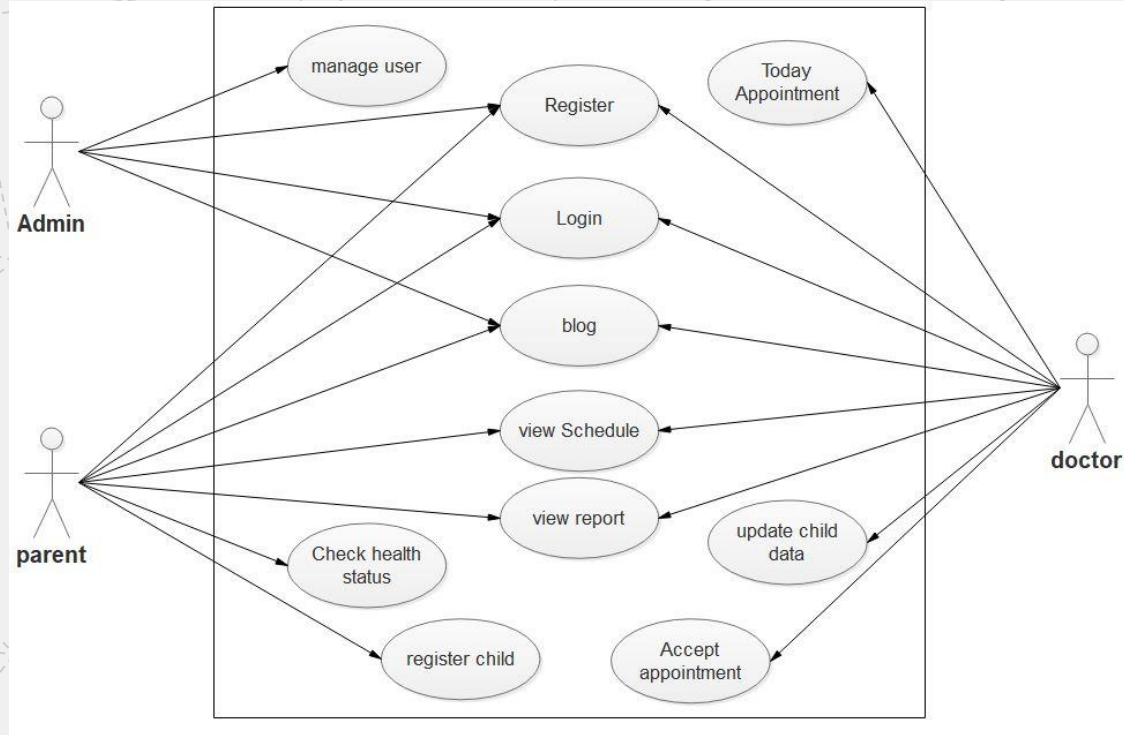 manage user
Today
Appointment
Register
Admin
Login
blog
view Schedule
doctor
view report
parent
Check health
status
update child
data
register child
Accept
appointment